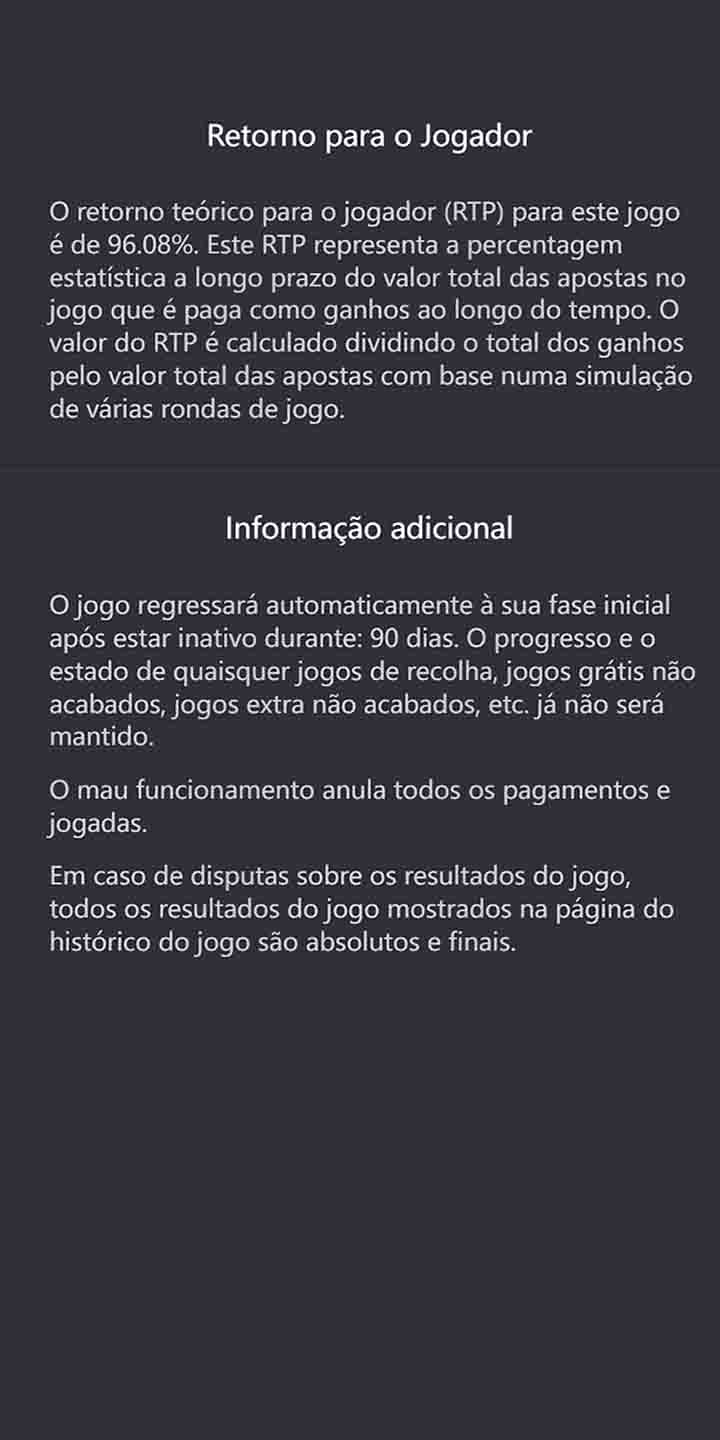 Retorno para o Jogador
O retorno teórico para o jogador (RTP) para este jogo
é de 96.08%. Este RTP representa a percentagem
estatística a longo prazo do valor total das apostas no
jogo que é paga como ganhos ao longo do tempo. O
valor do RTP é calculado dividindo o total dos ganhos
pelo valor total das apostas com base numa simulação
de várias rondas de jogo.
Informação adicional
O jogo regressará automaticamente à sua fase inicial
após estar inativo durante: 90 dias. O progresso e o
estado de quaisquer jogos de recolha, jogos grátis não
acabados, jogos extra não acabados, etc. já não será
mantido.
O mau funcionamento anula todos os pagamentos e
jogadas.
Em caso de disputas sobre os resultados do jogo,
todos os resultados do jogo mostrados na página do
histórico do jogo são absolutos e finais.